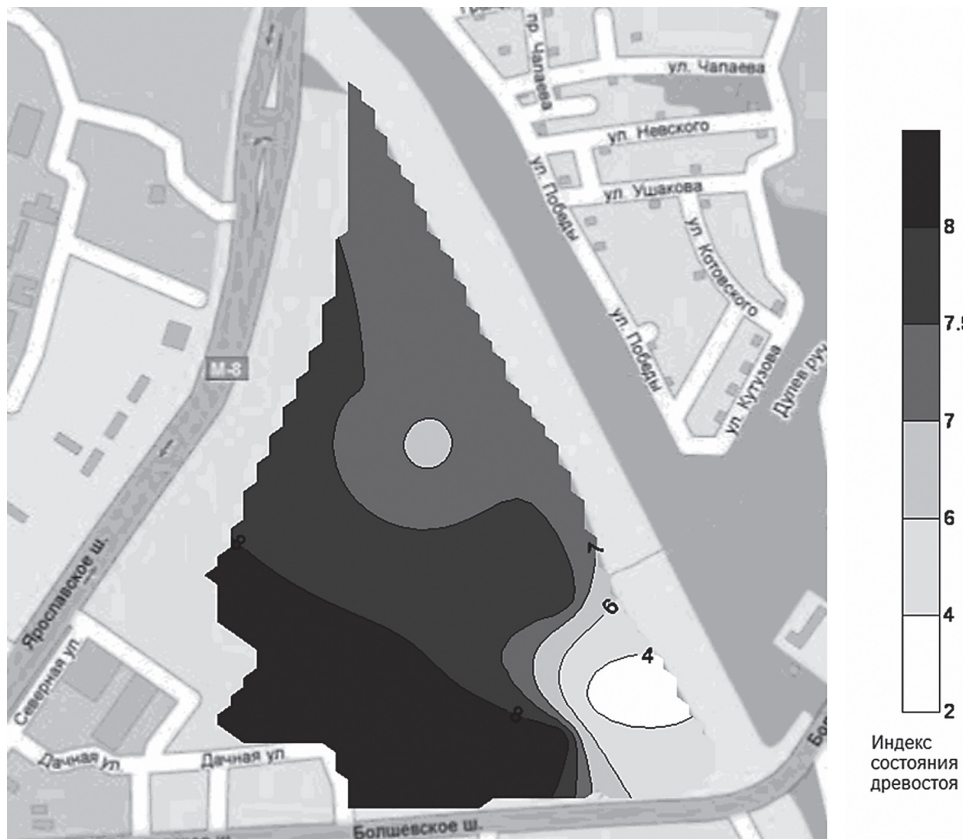 пр. Чапаева
ул. Чапаева
ул. Невского
ул. Победы
ул. Ушакова
ул. Котовского
ул. Победы
ул. Кутузова
Дулев руч
М-8
Ярославское ш.
Северная ул.
Дачная ул.
Дачная ул
Болшевское ш.
8
7
6
4
8
8
7.5
7
6
4
2
Индекс
состояния
древостоя